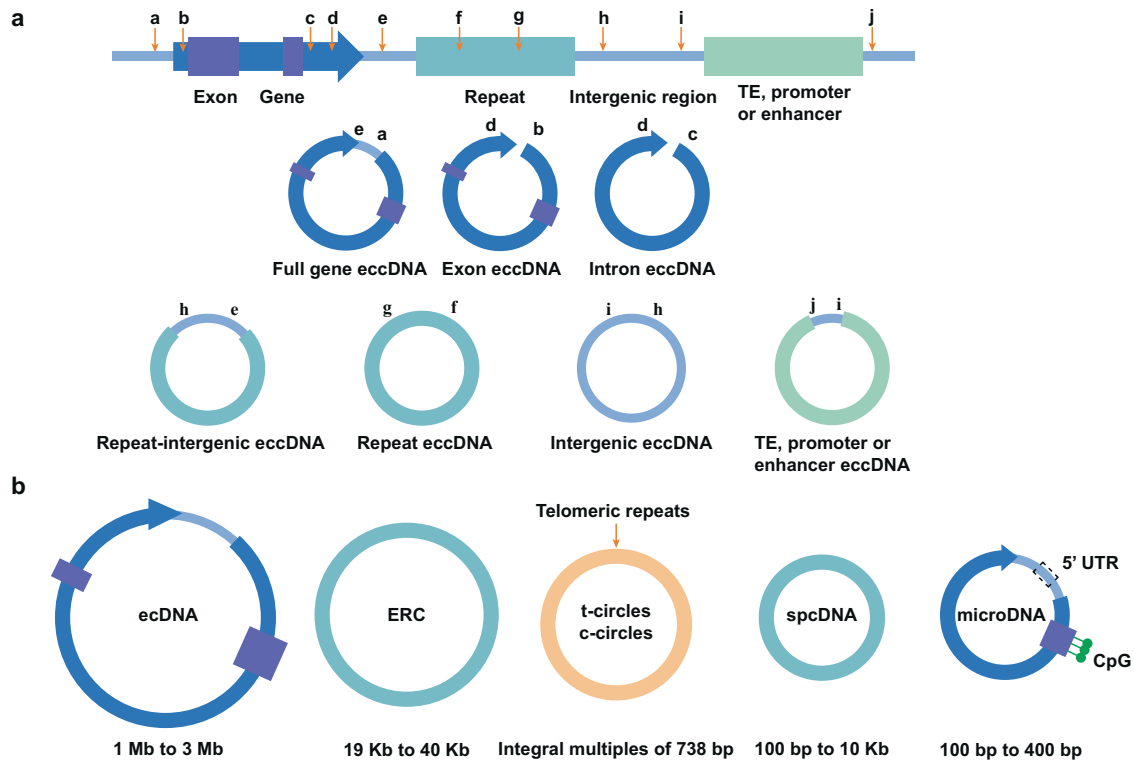 a
a b c d e f g h i j
Exon Gene Repeat Intergenic region TE, promoter
or enhancer
e a d b d c
Full gene eccDNA Exon eccDNA Intron eccDNA
h e g f i h j i
Repeat-intergenic eccDNA Repeat eccDNA Intergenic eccDNA TE, promoter or
enhancer eccDNA
b
Telomeric repeats
5’ UTR
ecDNA ERC t-circles
c-circles spcDNA microDNA
CpG
1 Mb to 3 Mb 19 Kb to 40 Kb Integral multiples of 738 bp 100 bp to 10 Kb 100 bp to 400 bp